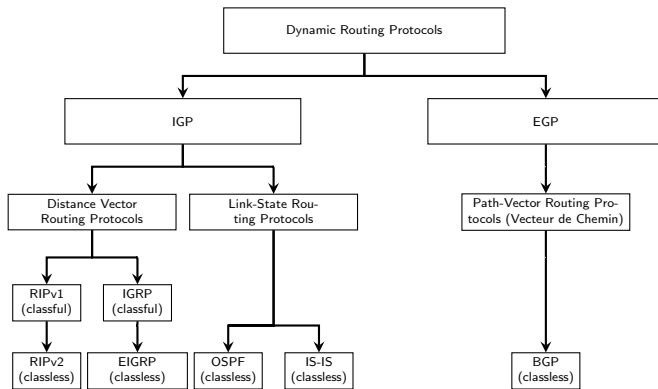 Dynamic Routing Protocols
IGP
EGP
Distance Vector
Routing Protocols
Link-State Rou-
ting Protocols
Path-Vector Routing Pro-
tocols (Vecteur de Chemin)
RIPv1
(classful)
IGRP
(classful)
RIPv2
(classless)
EIGRP
(classless)
OSPF
(classless)
IS-IS
(classless)
BGP
(classless)